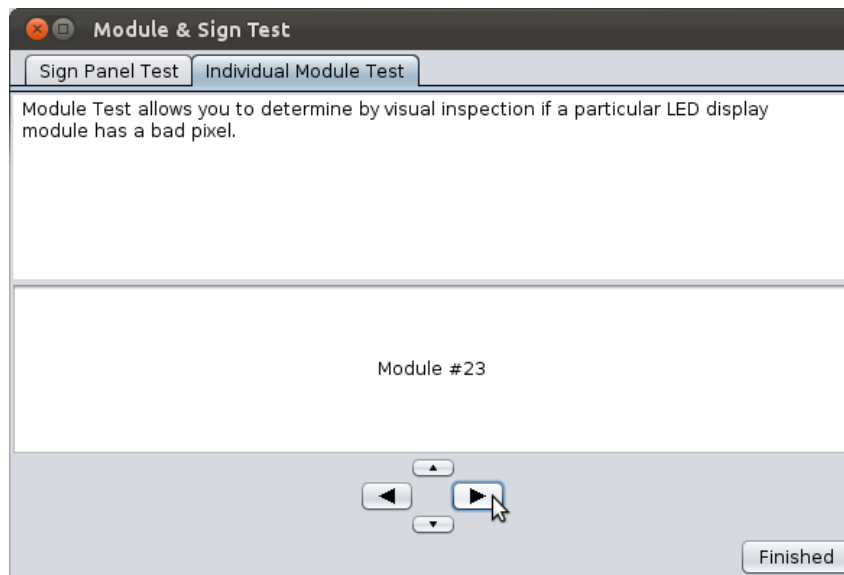 Module & Sign Test
Sign Panel Test
Individual Module Test
Module Test allows you to determine by visual inspection if a particular LED display
module has a bad pixel.
Module #23
Finished